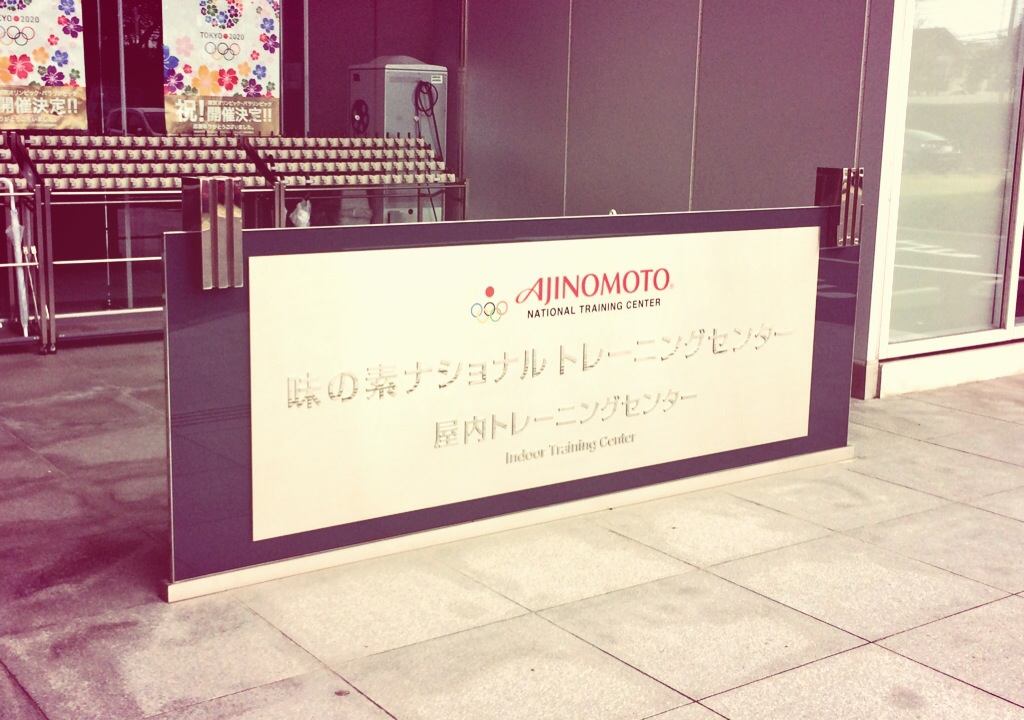 TOKYO 2020
祝!開催決定!!
開催決定!!
AJINOMOTO®
NATIONAL TRAINING CENTER
味の素ナショナルトレーニングセンター
屋内トレーニングセンター
Indoor Training Center